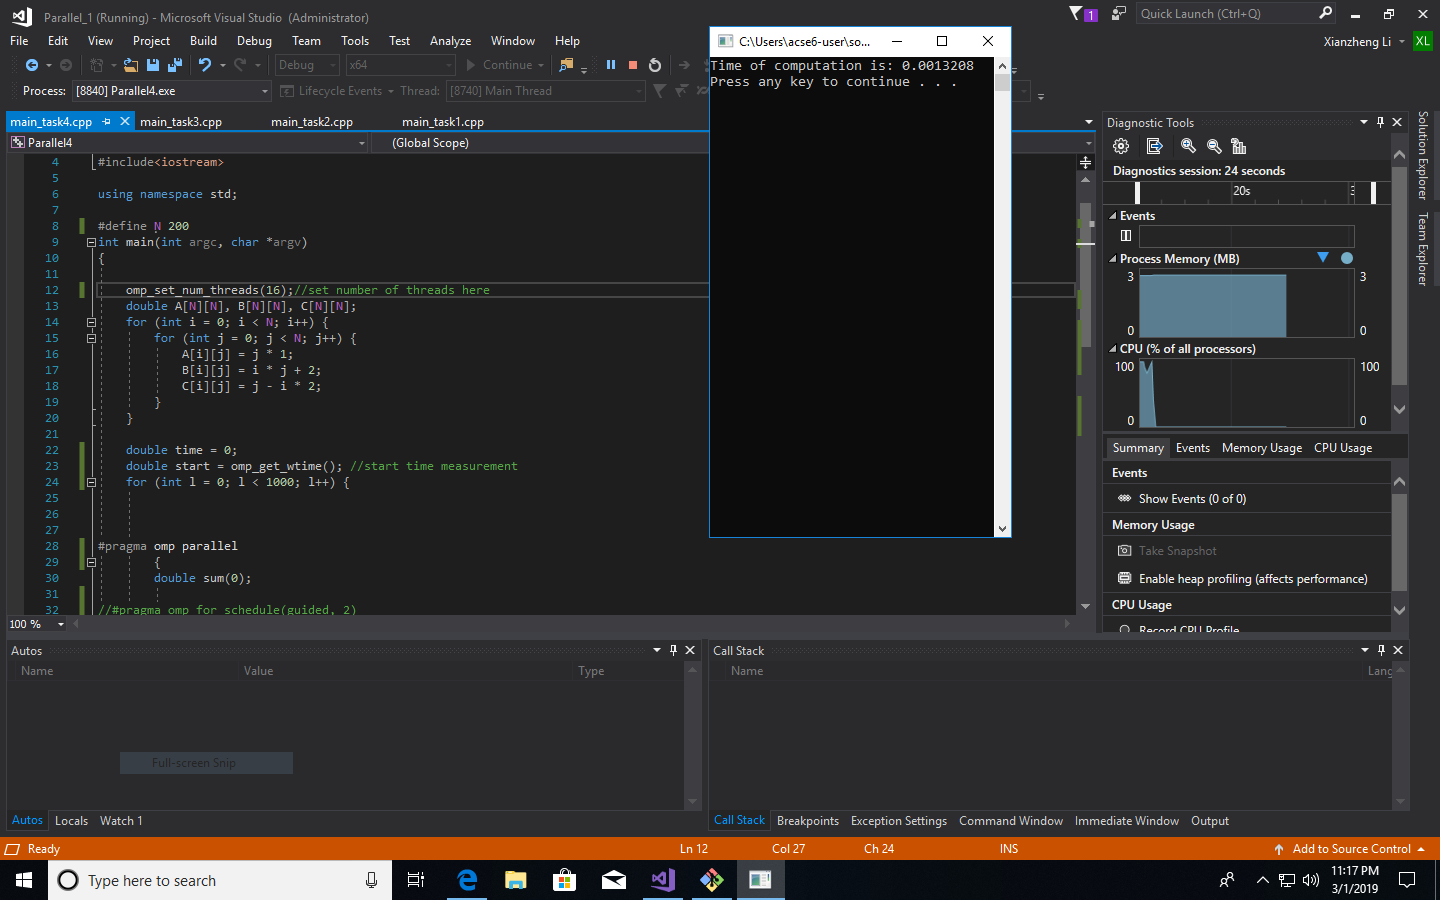 Parallel_1 (Running) - Microsoft Visual Studio (Administrator)
1
Quick Launch (Ctrl+Q)
File Edit View Project Build Debug Team Tools Test Analyze Window Help
Xianzheng Li XL
Debug x64 Continue
Process: [8840] Parallel4.exe Lifecycle Events Thread: [8740] Main Thread
C:\Users\acse6-user\so...
Time of computation is: 0.0013208
Press any key to continue . . .
main_task4.cpp main_task3.cpp main_task2.cpp main_task1.cpp
Parallel4 (Global Scope)
4 #include<iostream>
5
6 using namespace std;
7
8 #define N 200
9 int main(int argc, char *argv)
10 {
11
12 omp_set_num_threads(16);//set number of threads here
13 double A[N][N], B[N][N], C[N][N];
14 for (int i = 0; i < N; i++) {
15 for (int j = 0; j < N; j++) {
16 A[i][j] = j * 1;
17 B[i][j] = i * j + 2;
18 C[i][j] = j - i * 2;
19 }
20 }
21
22 double time = 0;
23 double start = omp_get_wtime(); //start time measurement
24 for (int l = 0; l < 1000; l++) {
25
26
27
28 #pragma omp parallel
29 {
30 double sum(0);
31
32 //#pragma omp for schedule(guided, 2)
100 %
Diagnostic Tools
Diagnostics session: 24 seconds
20s
Events
Process Memory (MB)
3 3
0 0
CPU (% of all processors)
100 100
0 0
Summary Events Memory Usage CPU Usage
Events
Show Events (0 of 0)
Memory Usage
Take Snapshot
Enable heap profiling (affects performance)
CPU Usage
Record CPU Profile
Solution Explorer
Team Explorer
Autos
Name Value Type
Full-screen Snip
Autos Locals Watch 1
Call Stack
Name Lang
Call Stack Breakpoints Exception Settings Command Window Immediate Window Output
Ready Ln 12 Col 27 Ch 24 INS Add to Source Control
Type here to search
11:17 PM
3/1/2019